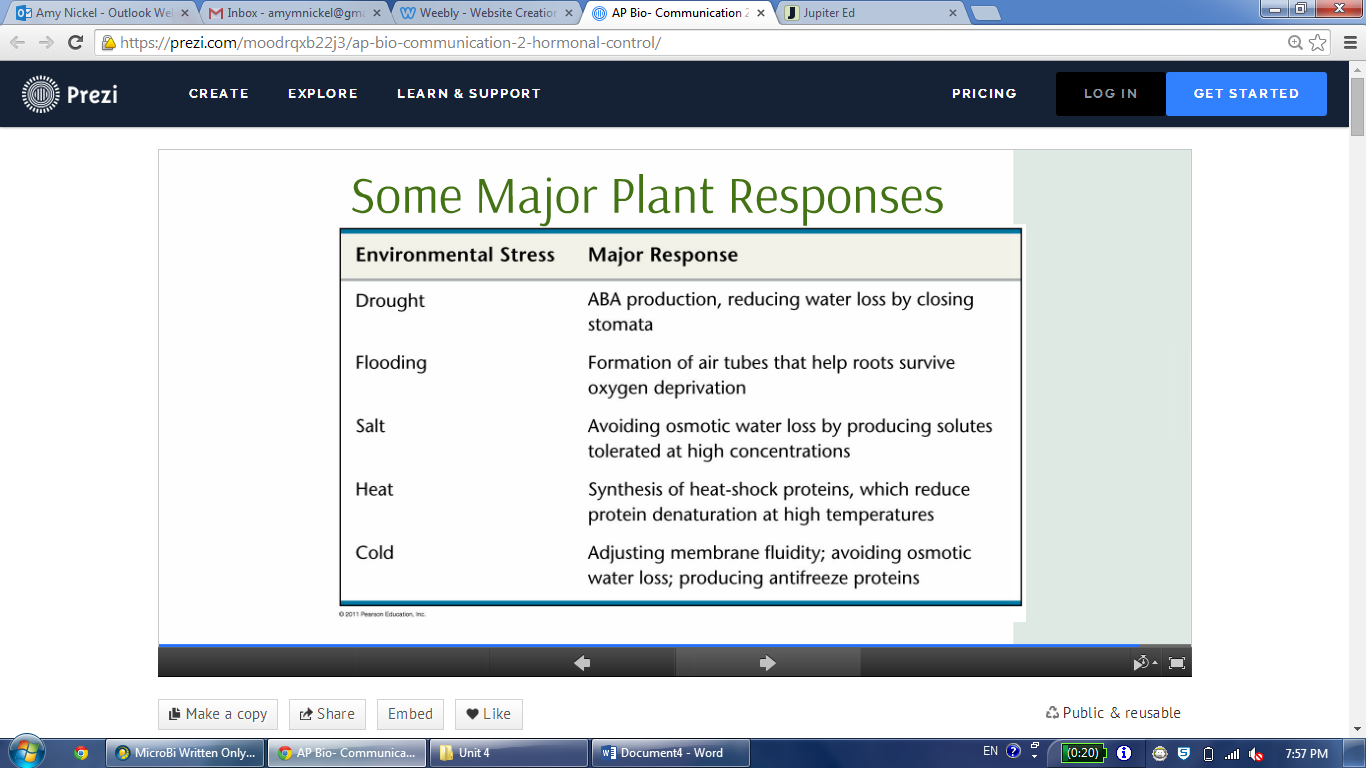 Amy Nickel - Outlook We
Inbox - amymnickel@gma
Weebly - Website Creation
AP Bio- Communication 2
Jupiter Ed
https://prezi.com/moodrqxb22j3/ap-bio-communication-2-hormonal-control/
Prezi
CREATE
EXPLORE
LEARN & SUPPORT
PRICING
LOG IN
GET STARTED
Some Major Plant Responses
Environmental Stress Major Response
Drought ABA production, reducing water loss by closing
stomata
Flooding Formation of air tubes that help roots survive
oxygen deprivation
Salt Avoiding osmotic water loss by producing solutes
tolerated at high concentrations
Heat Synthesis of heat-shock proteins, which reduce
protein denaturation at high temperatures
Cold Adjusting membrane fluidity; avoiding osmotic
water loss; producing antifreeze proteins
© 2011 Pearson Education, Inc.
Make a copy
Share
Embed
Like
Public & reusable
MicroBi Written Only...
AP Bio- Communica...
Unit 4
Document4 - Word
EN
(0:20)
7:57 PM